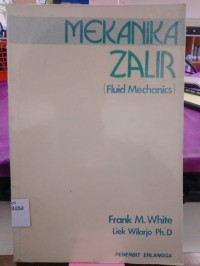 MEKANIKA
ZALIR
(Fluid Mechanics)
Frank M. White
Liek Wilarjo Ph.D
PENERBIT ERLANGGA